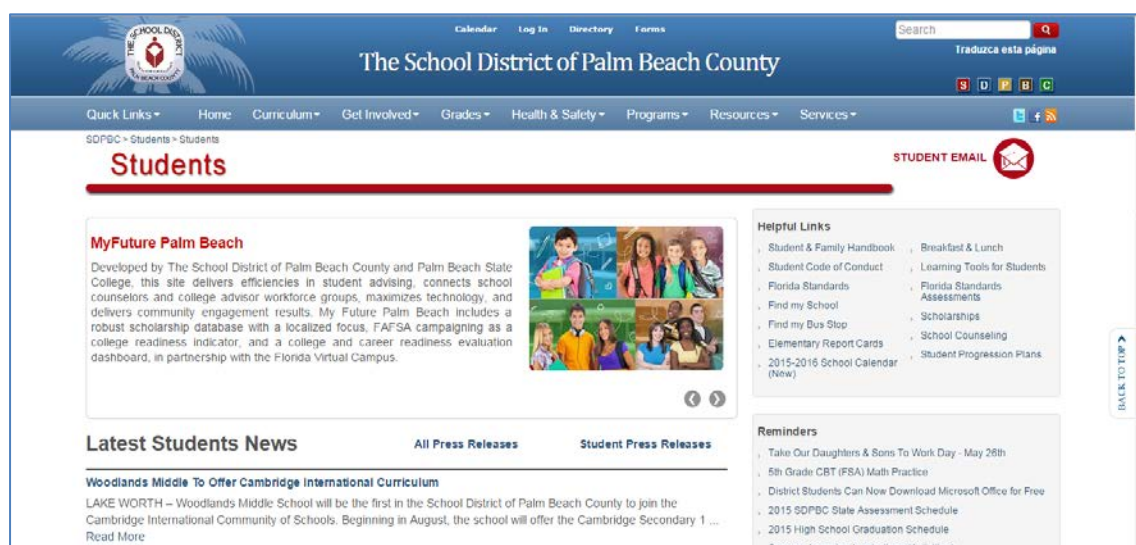 THE SCHOOL DISTRICT
PALM BEACH COUNTY
Calendar Log In Directory Forms
Search
The School District of Palm Beach County
Traduzca esta página
S D P B C
Quick Links Home Curriculum Get Involved Grades Health & Safety Programs Resources Services
SDPBC > Students > Students
Students
STUDENT EMAIL
MyFuture Palm Beach
Developed by The School District of Palm Beach County and Palm Beach State
College, this site delivers efficiencies in student advising, connects school
counselors and college advisor workforce groups, maximizes technology, and
delivers community engagement results. My Future Palm Beach includes a
robust scholarship database with a localized focus, FAFSA campaigning as a
college readiness indicator, and a college and career readiness evaluation
dashboard, in partnership with the Florida Virtual Campus.
Helpful Links
Student & Family Handbook
Student Code of Conduct
Florida Standards
Find my School
Find my Bus Stop
Elementary Report Cards
2015-2016 School Calendar
(New)
Breakfast & Lunch
Learning Tools for Students
Florida Standards
Assessments
Scholarships
School Counseling
Student Progression Plans
BACK TO TOP
Latest Students News
All Press Releases Student Press Releases
Woodlands Middle To Offer Cambridge International Curriculum
LAKE WORTH – Woodlands Middle School will be the first in the School District of Palm Beach County to join the
Cambridge International Community of Schools. Beginning in August, the school will offer the Cambridge Secondary 1 ...
Read More
Reminders
Take Our Daughters & Sons To Work Day - May 26th
5th Grade CBT (FSA) Math Practice
District Students Can Now Download Microsoft Office for Free
2015 SDPBC State Assessment Schedule
2015 High School Graduation Schedule